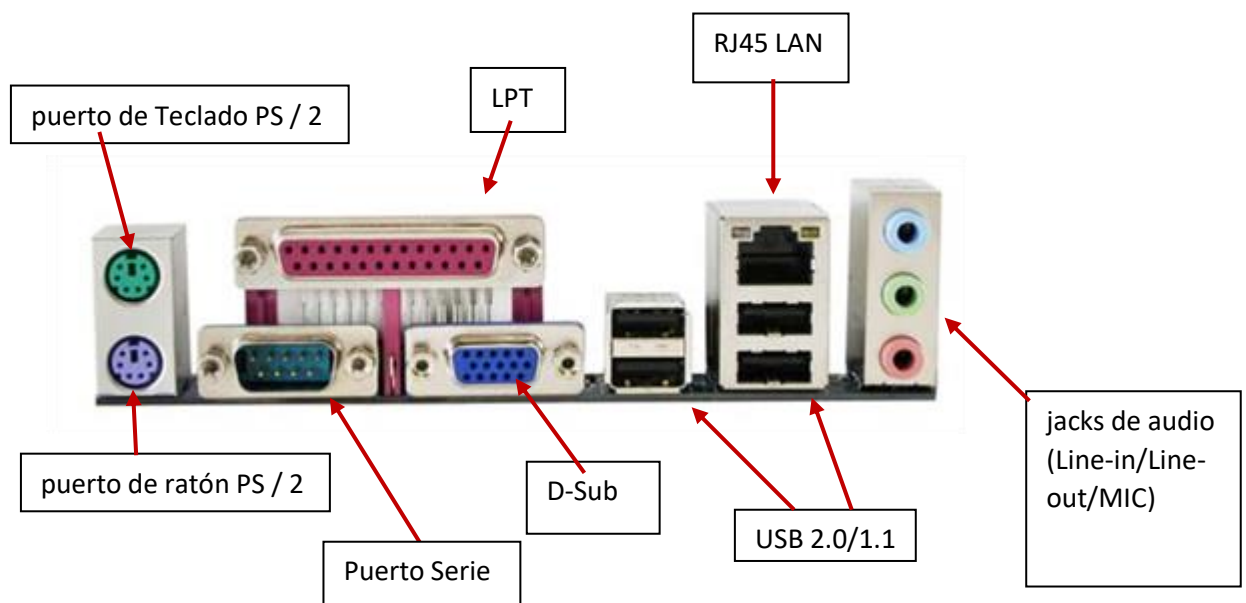 RJ45 LAN
LPT
puerto de Teclado PS / 2
jacks de audio
(Line-in/Line-
out/MIC)
puerto de ratón PS / 2
D-Sub
USB 2.0/1.1
Puerto Serie